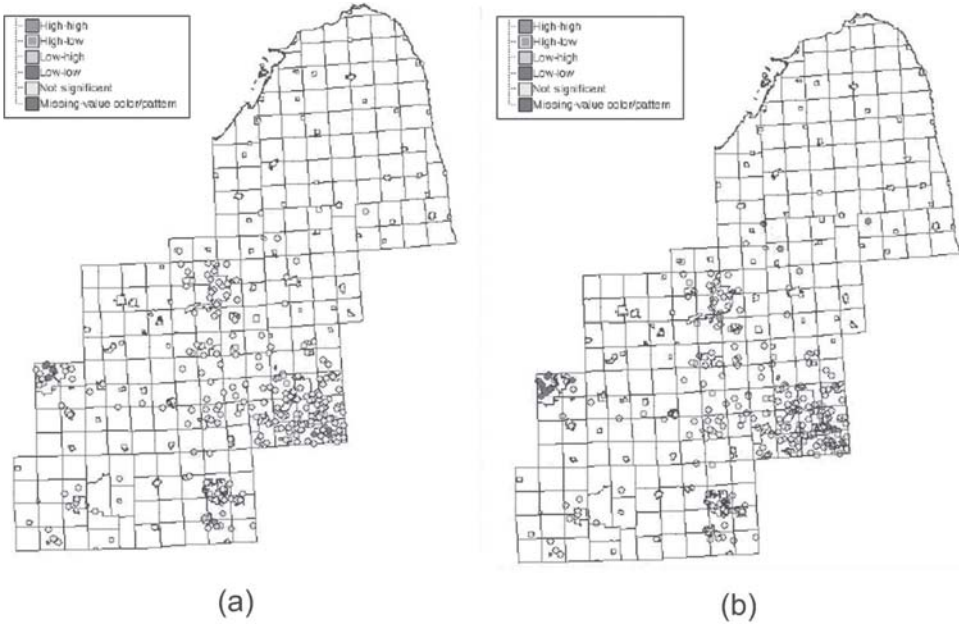 High-high
High-low
Low-high
Low-low
Not significant
Missing-value color/pattern
High-high
High-low
Low-high
Low-low
Not significant
Missing-value color/pattern
(a)
(b)